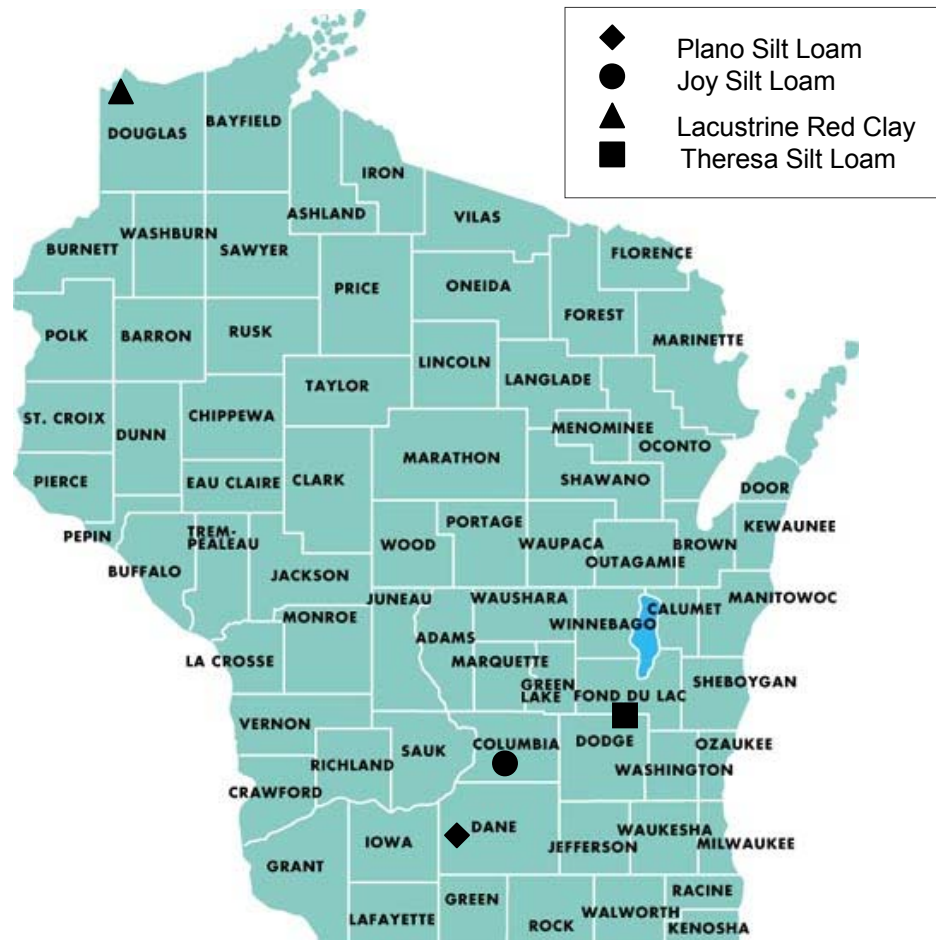 Plano Silt Loam
Joy Silt Loam
Lacustrine Red Clay
Theresa Silt Loam
DOUGLAS
BAYFIELD
IRON
ASHLAND
VILAS
BURNETT
WASHBURN
SAWYER
FLORENCE
PRICE
ONEIDA
FOREST
POLK
BARRON
RUSK
MARINETTE
LINCOLN
TAYLOR
LANGLADE
ST. CROIX
CHIPPEWA
DUNN
MENOMINEE
OCONTO
MARATHON
PIERCE
EAU CLAIRE
CLARK
SHAWANO
DOOR
PEPIN
TREM-
PEALEAU
PORTAGE
WOOD
WAUPACA
BROWN
KEWAUNEE
OUTAGAMIE
BUFFALO
JACKSON
JUNEAU
WAUSHARA
CALUMET
MANITOWOC
MONROE
WINNEBAGO
ADAMS
LA CROSSE
MARQUETTE
GREEN
LAKE
FOND DU LAC
SHEBOYGAN
VERNON
SAUK
COLUMBIA
DODGE
OZAUKEE
RICHLAND
WASHINGTON
CRAWFORD
DANE
WAUKESHA
IOWA
JEFFERSON
MILWAUKEE
GRANT
RACINE
GREEN
LAFAYETTE
ROCK
WALWORTH
KENOSHA